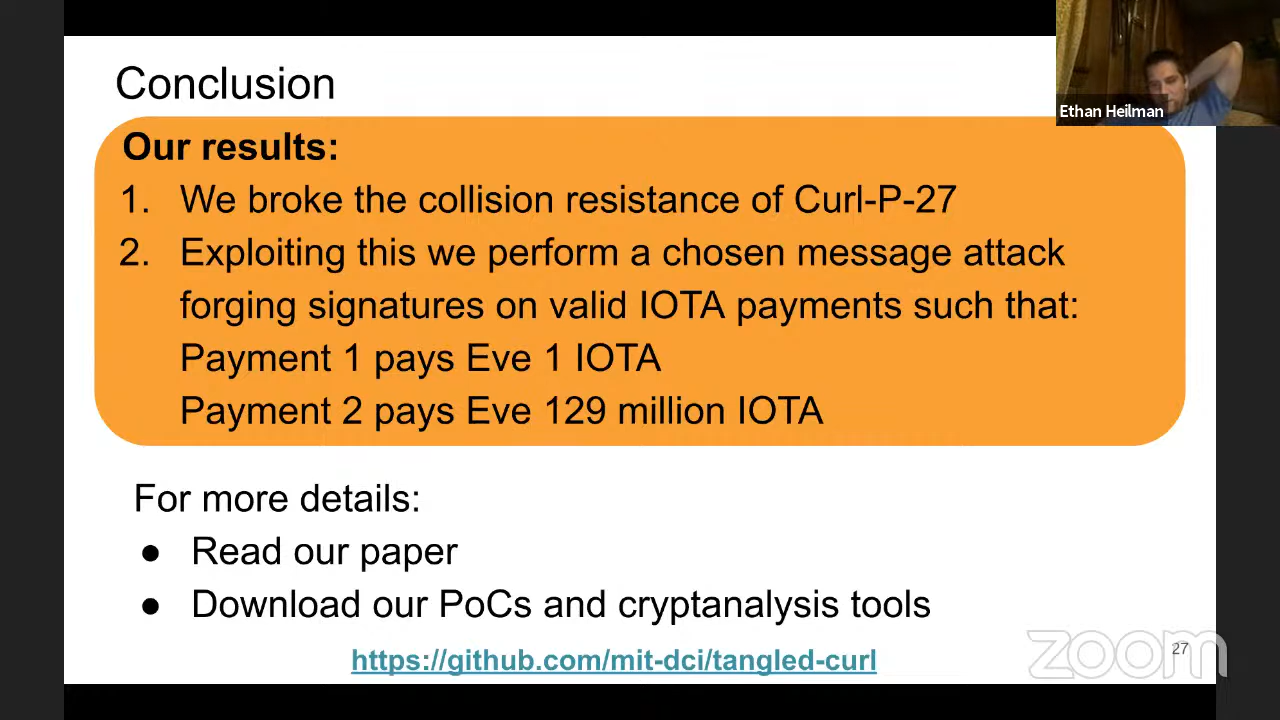 Conclusion
Ethan Heilman
Our results:
1. We broke the collision resistance of Curl-P-27
2. Exploiting this we perform a chosen message attack
forging signatures on valid IOTA payments such that:
Payment 1 pays Eve 1 IOTA
Payment 2 pays Eve 129 million IOTA
For more details:
● Read our paper
● Download our PoCs and cryptanalysis tools
https://github.com/mit-dci/tangled-curl
zoom
27